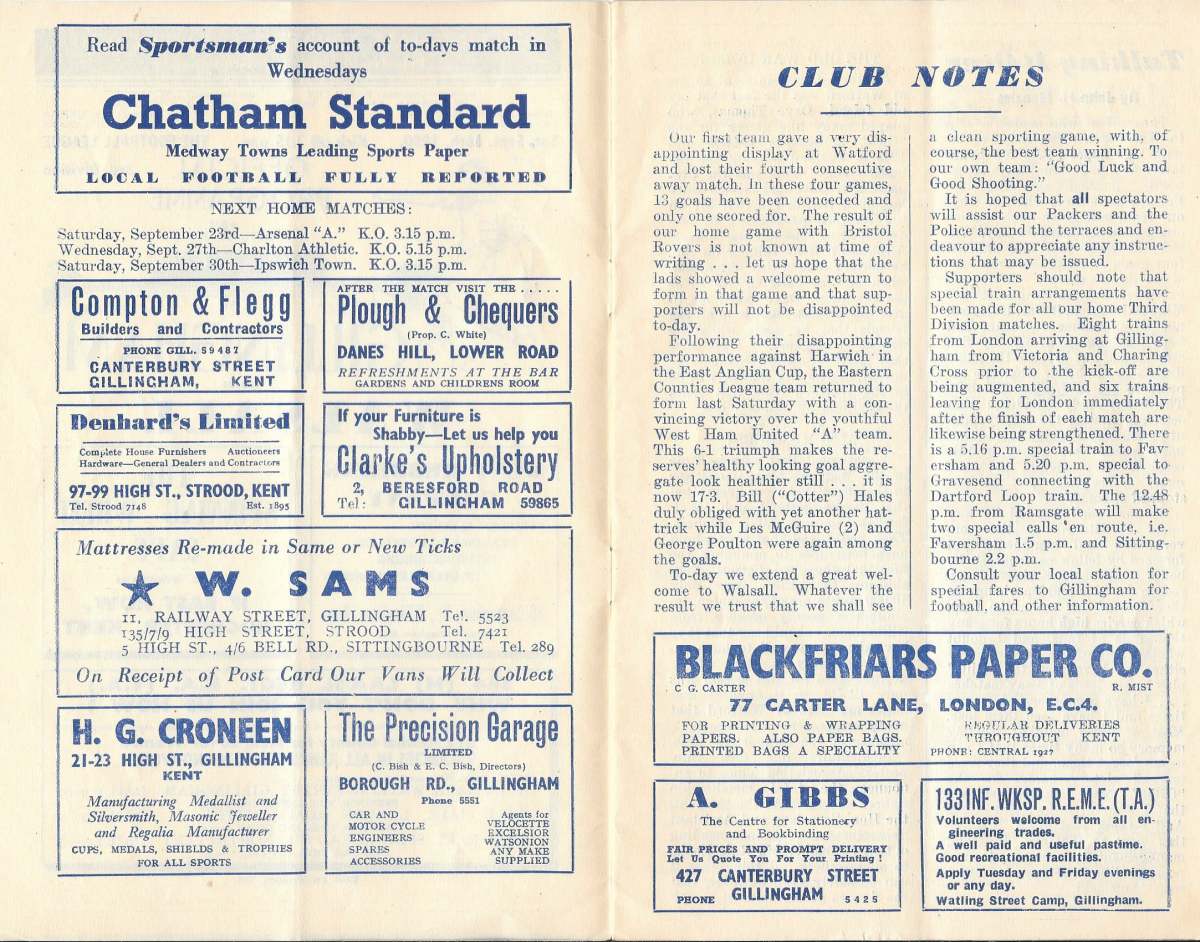 Read Sportsman's account of to-days match in
Wednesdays
Chatham Standard
Medway Towns Leading Sports Paper
LOCAL FOOTBALL FULLY REPORTED
NEXT HOME MATCHES:
Saturday, September 23rd—Arsenal "A." K.O. 3.15 p.m.
Wednesday, Sept. 27th—Charlton Athletic. K.O. 5.15 p.m.
Saturday, September 30th—Ipswich Town. K.O. 3.15 p.m.
Compton & Flegg
Builders and Contractors
PHONE GILL. 59487
CANTERBURY STREET
GILLINGHAM, KENT
AFTER THE MATCH VISIT THE ......
Plough & Chequers
(Prop. C. White)
DANES HILL, LOWER ROAD
REFRESHMENTS AT THE BAR
GARDENS AND CHILDRENS ROOM
Denhard's Limited
Complete House Furnishers Auctioneers
Hardware—General Dealers and Contractors
97-99 HIGH ST., STROOD, KENT
Tel. Strood 7148 Est. 1895
If your Furniture is
Shabby—Let us help you
Clarke's Upholstery
2, BERESFORD ROAD
Tel: GILLINGHAM 59865
Mattresses Re-made in Same or New Ticks
★ W. SAMS
11, RAILWAY STREET, GILLINGHAM Tel. 5523
135/7/9 HIGH STREET, STROOD Tel. 7421
5 HIGH ST., 4/6 BELL RD., SITTINGBOURNE Tel. 289
On Receipt of Post Card Our Vans Will Collect
H. G. CRONEEN
21-23 HIGH ST., GILLINGHAM
KENT
Manufacturing Medallist and
Silversmith, Masonic Jeweller
and Regalia Manufacturer
CUPS, MEDALS, SHIELDS & TROPHIES
FOR ALL SPORTS
The Precision Garage
LIMITED
(C. Bish & E. C. Bish, Directors)
BOROUGH RD., GILLINGHAM
Phone 5551
CAR AND
MOTOR CYCLE
ENGINEERS
SPARES
ACCESSORIES
Agents for
VELOCETTE
EXCELSIOR
WATSONION
ANY MAKE
SUPPLIED
CLUB NOTES
Our first team gave a very dis-
appointing display at Watford
and lost their fourth consecutive
away match. In these four games,
13 goals have been conceded and
only one scored for. The result of
our home game with Bristol
Rovers is not known at time of
writing . . . let us hope that the
lads showed a welcome return to
form in that game and that sup-
porters will not be disappointed
to-day.
Following their disappointing
performance against Harwich in
the East Anglian Cup, the Eastern
Counties League team returned to
form last Saturday with a con-
vincing victory over the youthful
West Ham United "A" team.
This 6-1 triumph makes the re-
serves' healthy looking goal aggre-
gate look healthier still . . . it is
now 17-3. Bill ("Cotter") Hales
duly obliged with yet another hat-
trick while Les McGuire (2) and
George Poulton were again among
the goals.
To-day we extend a great wel-
come to Walsall. Whatever the
result we trust that we shall see
a clean sporting game, with, of
course, the best team winning. To
our own team: "Good Luck and
Good Shooting."
It is hoped that all spectators
will assist our Packers and the
Police around the terraces and en-
deavour to appreciate any instruc-
tions that may be issued.
Supporters should note that
special train arrangements have
been made for all our home Third
Division matches. Eight trains
from London arriving at Gilling-
ham from Victoria and Charing
Cross prior to the kick-off are
being augmented, and six trains
leaving for London immediately
after the finish of each match are
likewise being strengthened. There
is a 5.16 p.m. special train to Fav-
ersham and 5.20 p.m. special to
Gravesend connecting with the
Dartford Loop train. The 12.48
p.m. from Ramsgate will make
two special calls en route, i.e.
Faversham 1.5 p.m. and Sitting-
bourne 2.2 p.m.
Consult your local station for
special fares to Gillingham for
football, and other information.
BLACKFRIARS PAPER CO.
C G. CARTER R. MIST
77 CARTER LANE, LONDON, E.C.4.
FOR PRINTING & WRAPPING
PAPERS. ALSO PAPER BAGS.
PRINTED BAGS A SPECIALITY
REGULAR DELIVERIES
THROUGHOUT KENT
PHONE: CENTRAL 1927
A. GIBBS
The Centre for Stationery
and Bookbinding
FAIR PRICES AND PROMPT DELIVERY
Let Us Quote You For Your Printing!
427 CANTERBURY STREET
GILLINGHAM
PHONE 5425
133 INF. WKSP. R.E.M.E. (T.A.)
Volunteers welcome from all en-
gineering trades.
A well paid and useful pastime.
Good recreational facilities.
Apply Tuesday and Friday evenings
or any day.
Watling Street Camp, Gillingham.